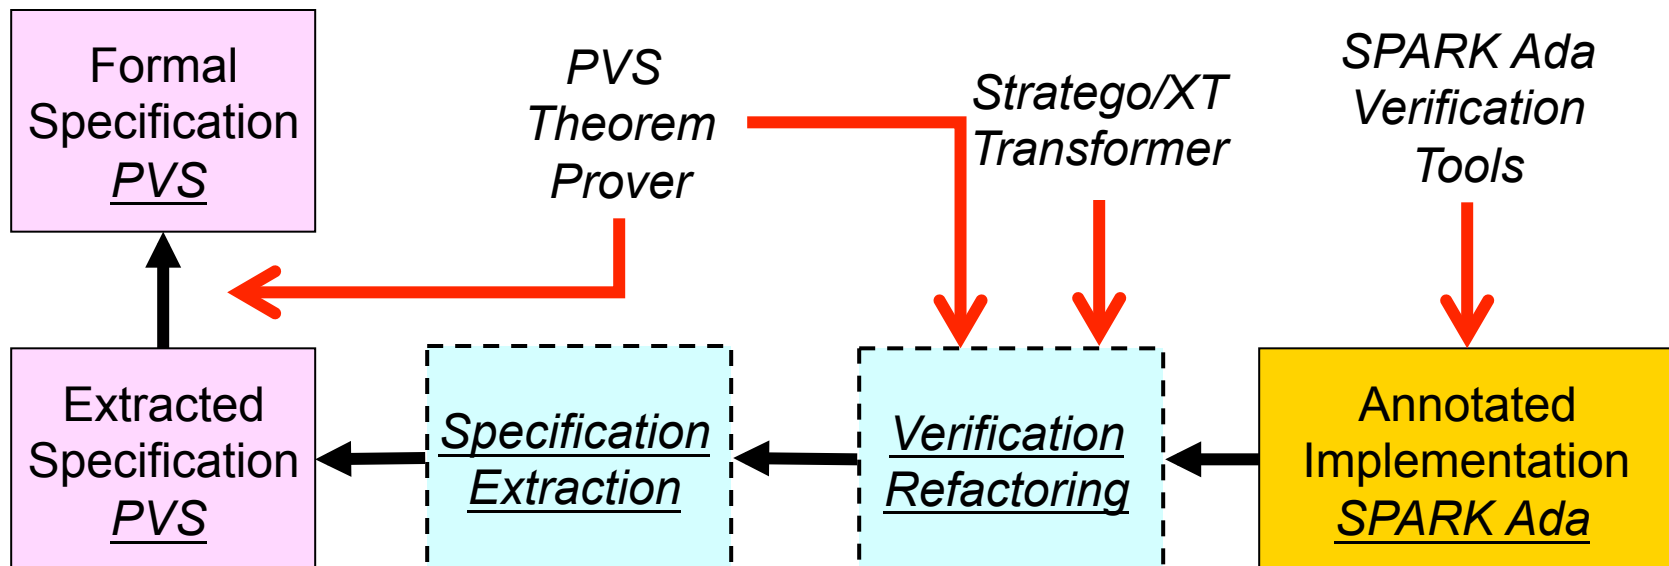 Formal
Specification
PVS
PVS
Theorem
Prover
Stratego/XT
Transformer
SPARK Ada
Verification
Tools
Extracted
Specification
PVS
Specification
Extraction
Verification
Refactoring
Annotated
Implementation
SPARK Ada